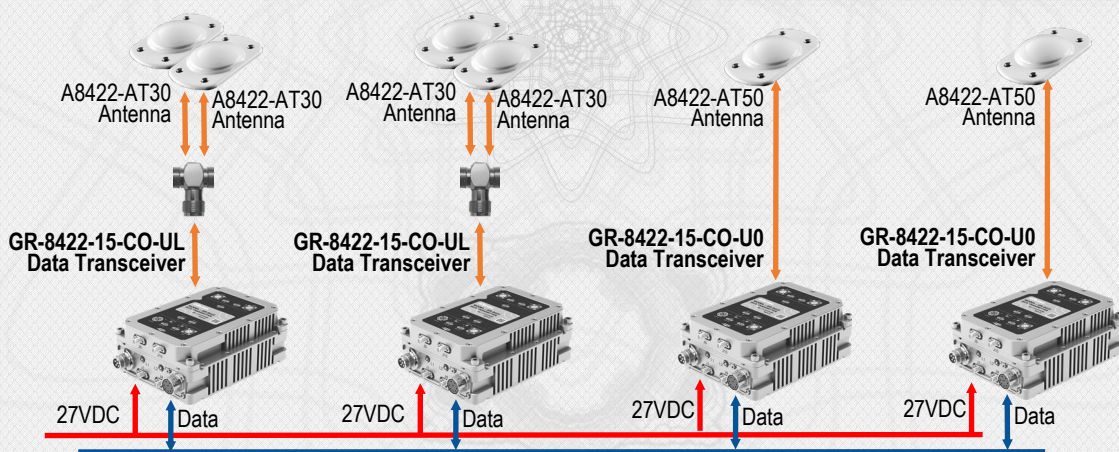 A8422-AT30
Antenna
A8422-AT30
Antenna
A8422-AT30
Antenna
A8422-AT30
Antenna
A8422-AT50
Antenna
A8422-AT50
Antenna
GR-8422-15-CO-UL
Data Transceiver
GR-8422-15-CO-UL
Data Transceiver
GR-8422-15-CO-U0
Data Transceiver
GR-8422-15-CO-U0
Data Transceiver
27VDC
Data
27VDC
Data
27VDC
Data
27VDC
Data